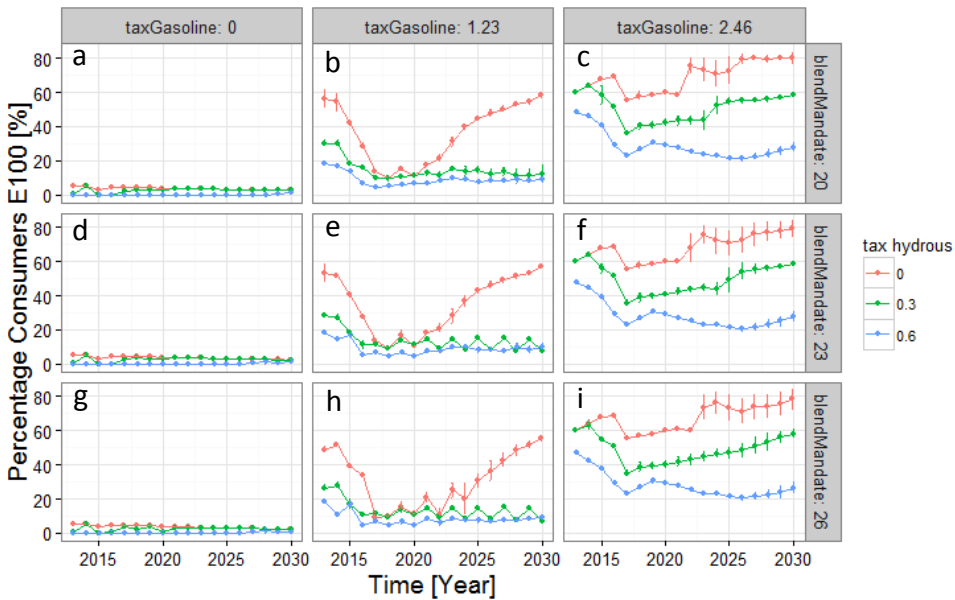 taxGasoline: 0
taxGasoline: 1.23
taxGasoline: 2.46
a
b
c
80
60
40
20
0
blendMandate: 20
d
e
f
80
60
40
20
0
blendMandate: 23
g
h
i
80
60
40
20
0
blendMandate: 26
Percentage Consumers E100 [%]
2015
2020
2025
2030
2015
2020
2025
2030
2015
2020
2025
2030
Time [Year]
tax hydrous
0
0.3
0.6